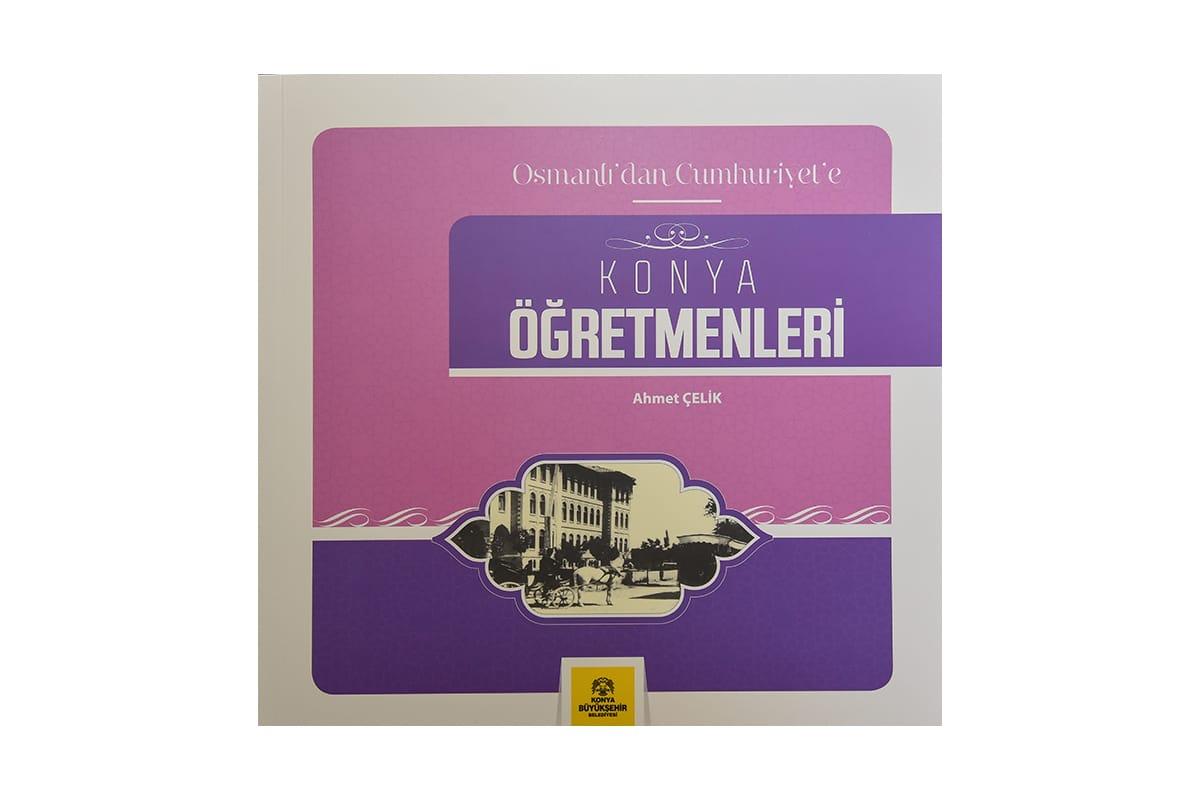 Osmanlı'dan Cumhuriyet'e
KONYA
ÖĞRETMENLERİ
Ahmet ÇELİK
KONYA
BÜYÜKŞEHİR
BELEDİYESİ